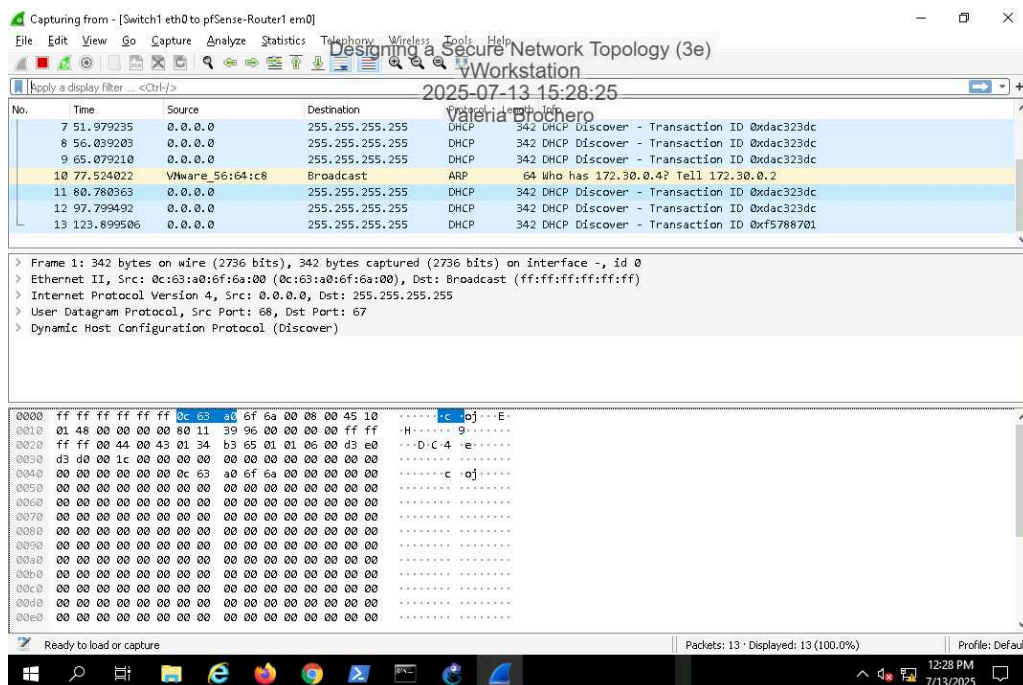 Capturing from - [Switch1 eth0 to pfSense-Router1 em0]
File Edit View Go Capture Analyze Statistics Telephony Wireless Tools Help
Designing a Secure Network Topology (3e)
vWorkstation
2025-07-13 15:28:25
Valeria Brochero
Apply a display filter ... <Ctrl-/>
No. Time Source Destination Protocol Length Info
7 51.979235 0.0.0.0 255.255.255.255 DHCP 342 DHCP Discover - Transaction ID 0xdac323dc
8 56.039203 0.0.0.0 255.255.255.255 DHCP 342 DHCP Discover - Transaction ID 0xdac323dc
9 65.079210 0.0.0.0 255.255.255.255 DHCP 342 DHCP Discover - Transaction ID 0xdac323dc
10 77.524022 VMware_56:64:c8 Broadcast ARP 64 Who has 172.30.0.4? Tell 172.30.0.2
11 80.780363 0.0.0.0 255.255.255.255 DHCP 342 DHCP Discover - Transaction ID 0xdac323dc
12 97.799492 0.0.0.0 255.255.255.255 DHCP 342 DHCP Discover - Transaction ID 0xdac323dc
13 123.899506 0.0.0.0 255.255.255.255 DHCP 342 DHCP Discover - Transaction ID 0xf5788701
> Frame 1: 342 bytes on wire (2736 bits), 342 bytes captured (2736 bits) on interface -, id 0
> Ethernet II, Src: 0c:63:a0:6f:6a:00 (0c:63:a0:6f:6a:00), Dst: Broadcast (ff:ff:ff:ff:ff:ff)
> Internet Protocol Version 4, Src: 0.0.0.0, Dst: 255.255.255.255
> User Datagram Protocol, Src Port: 68, Dst Port: 67
> Dynamic Host Configuration Protocol (Discover)
0000 ff ff ff ff ff ff 0c 63 a0 6f 6a 00 08 00 45 10 ·······c ·oj···E·
0010 01 48 00 00 00 00 80 11 39 96 00 00 00 00 ff ff ·H······ 9·······
0020 ff ff 00 44 00 43 01 34 b3 65 01 01 06 00 d3 e0 ···D·C·4 ·e······
0030 d3 d0 00 1c 00 00 00 00 00 00 00 00 00 00 00 00 ········ ········
0040 00 00 00 00 00 00 0c 63 a0 6f 6a 00 00 00 00 00 ·······c ·oj·····
0050 00 00 00 00 00 00 00 00 00 00 00 00 00 00 00 00 ········ ········
0060 00 00 00 00 00 00 00 00 00 00 00 00 00 00 00 00 ········ ········
0070 00 00 00 00 00 00 00 00 00 00 00 00 00 00 00 00 ········ ········
0080 00 00 00 00 00 00 00 00 00 00 00 00 00 00 00 00 ········ ········
0090 00 00 00 00 00 00 00 00 00 00 00 00 00 00 00 00 ········ ········
00a0 00 00 00 00 00 00 00 00 00 00 00 00 00 00 00 00 ········ ········
00b0 00 00 00 00 00 00 00 00 00 00 00 00 00 00 00 00 ········ ········
00c0 00 00 00 00 00 00 00 00 00 00 00 00 00 00 00 00 ········ ········
00d0 00 00 00 00 00 00 00 00 00 00 00 00 00 00 00 00 ········ ········
00e0 00 00 00 00 00 00 00 00 00 00 00 00 00 00 00 00 ········ ········
Ready to load or capture Packets: 13 · Displayed: 13 (100.0%) Profile: Defau
12:28 PM
7/13/2025